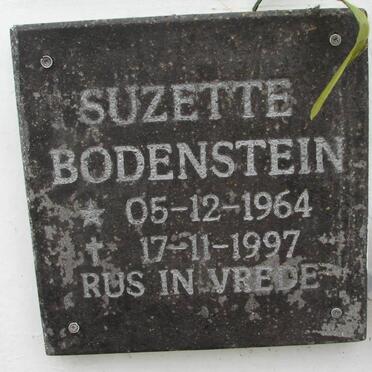 SUZETTE
BODENSTEIN
* 05-12-1964
† 17-11-1997
RUS IN VREDE